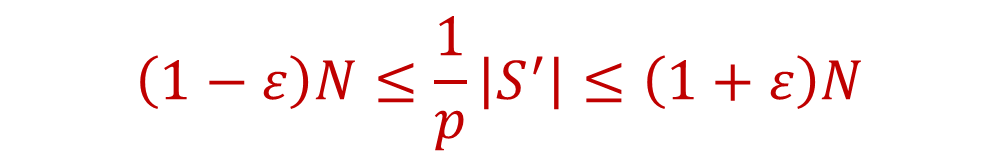 (1 − ε)N ≤ 1/p |S′| ≤ (1 + ε)N